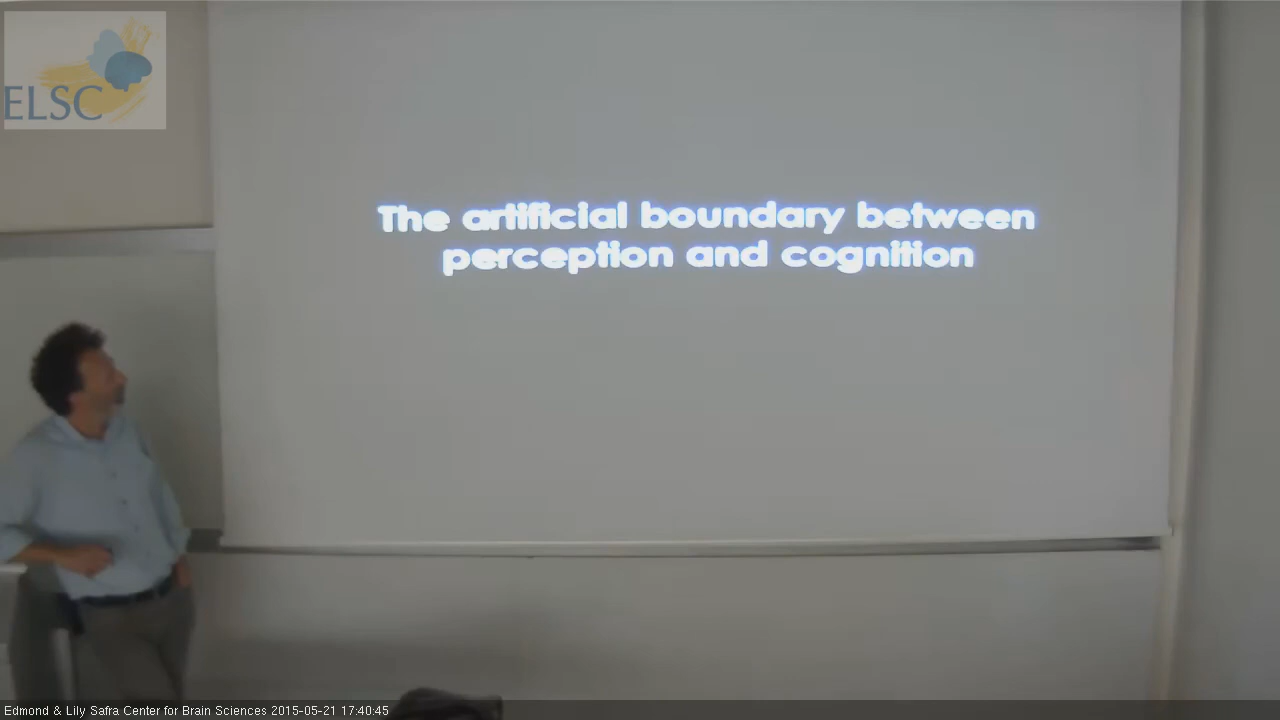 ELSC
The artificial boundary between
perception and cognition
Edmond & Lily Safra Center for Brain Sciences 2015-05-21 17:40:45